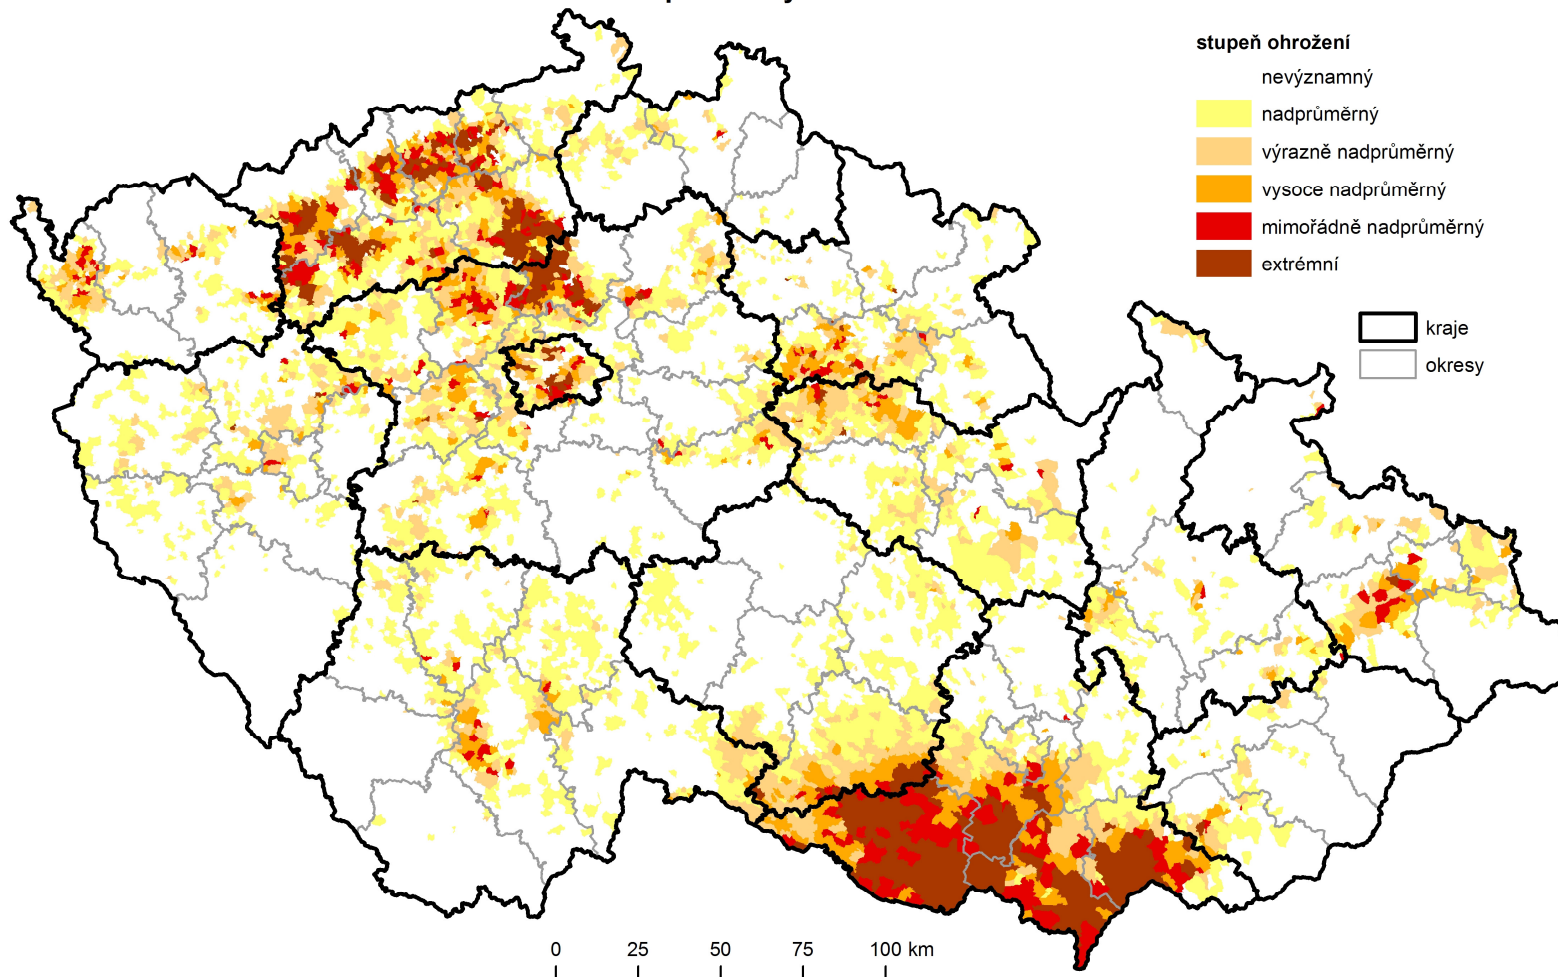 stupeň ohrožení
nevýznamný
nadprůměrný
výrazně nadprůměrný
vysoce nadprůměrný
mimořádně nadprůměrný
extrémní
kraje
okresy
0 25 50 75 100 km